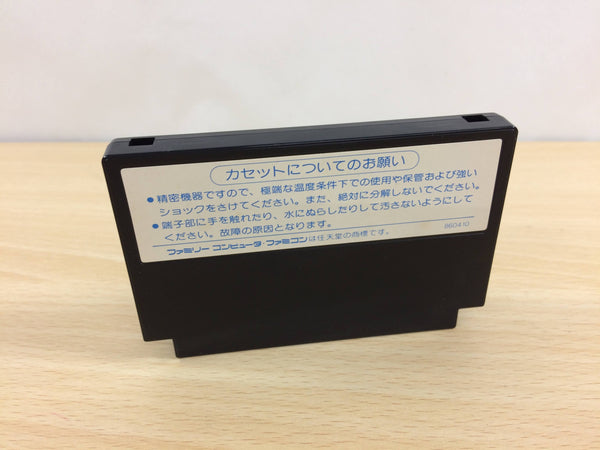 カセットについてのお願い
●精密機器ですので、極端な温度条件下での使用や保管および強い
ショックをさけてください。また、絶対に分解しないでください。
●端子部に手を触れたり、水にぬらしたりして汚さないようにして
ください。故障の原因となります。
ファミリー コンピュータ・ファミコンは任天堂の商標です。 860410